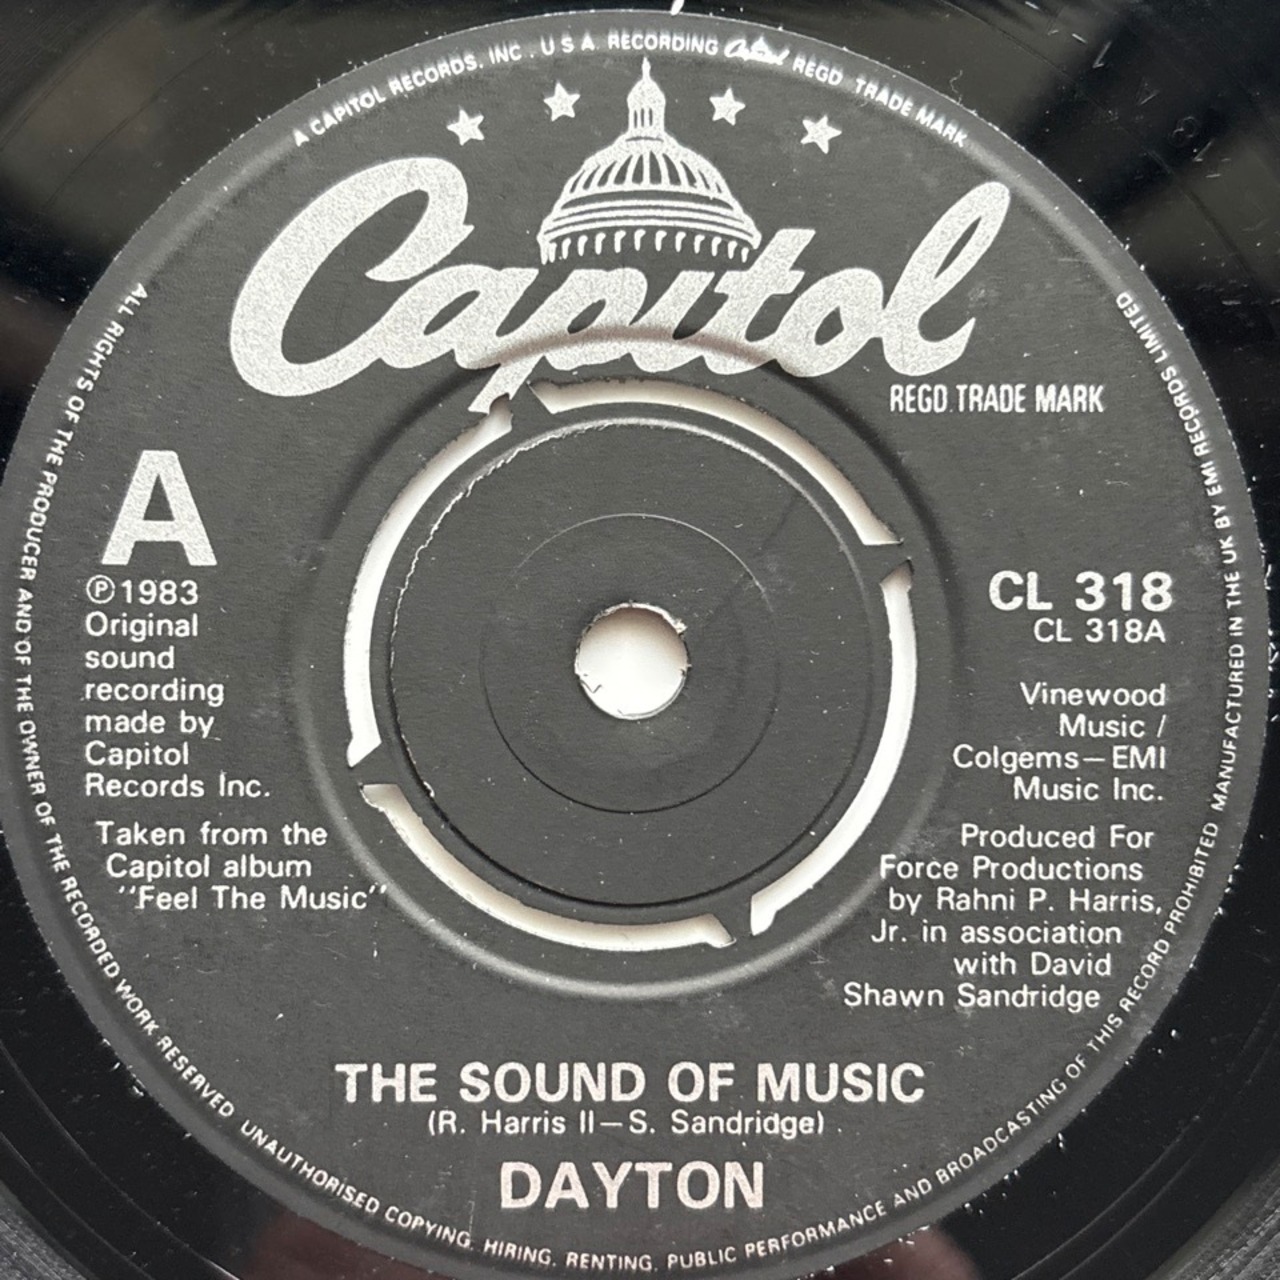 A CAPITOL RECORDS, INC. U S A. RECORDING Capitol REGD. TRADE MARK
Capitol
REGD. TRADE MARK
A
℗1983
Original
sound
recording
made by
Capitol
Records Inc.
Taken from the
Capitol album
"Feel The Music"
CL 318
CL 318A
Vinewood
Music /
Colgems—EMI
Music Inc.
Produced For
Force Productions
by Rahni P. Harris,
Jr. in association
with David
Shawn Sandridge
THE SOUND OF MUSIC
(R. Harris II—S. Sandridge)
DAYTON
ALL RIGHTS OF THE PRODUCER AND OF THE OWNER OF THE RECORDED WORK RESERVED UNAUTHORISED COPYING, HIRING, RENTING, PUBLIC PERFORMANCE AND BROADCASTING OF THIS RECORD PROHIBITED MANUFACTURED IN THE UK BY EMI RECORDS LIMITED